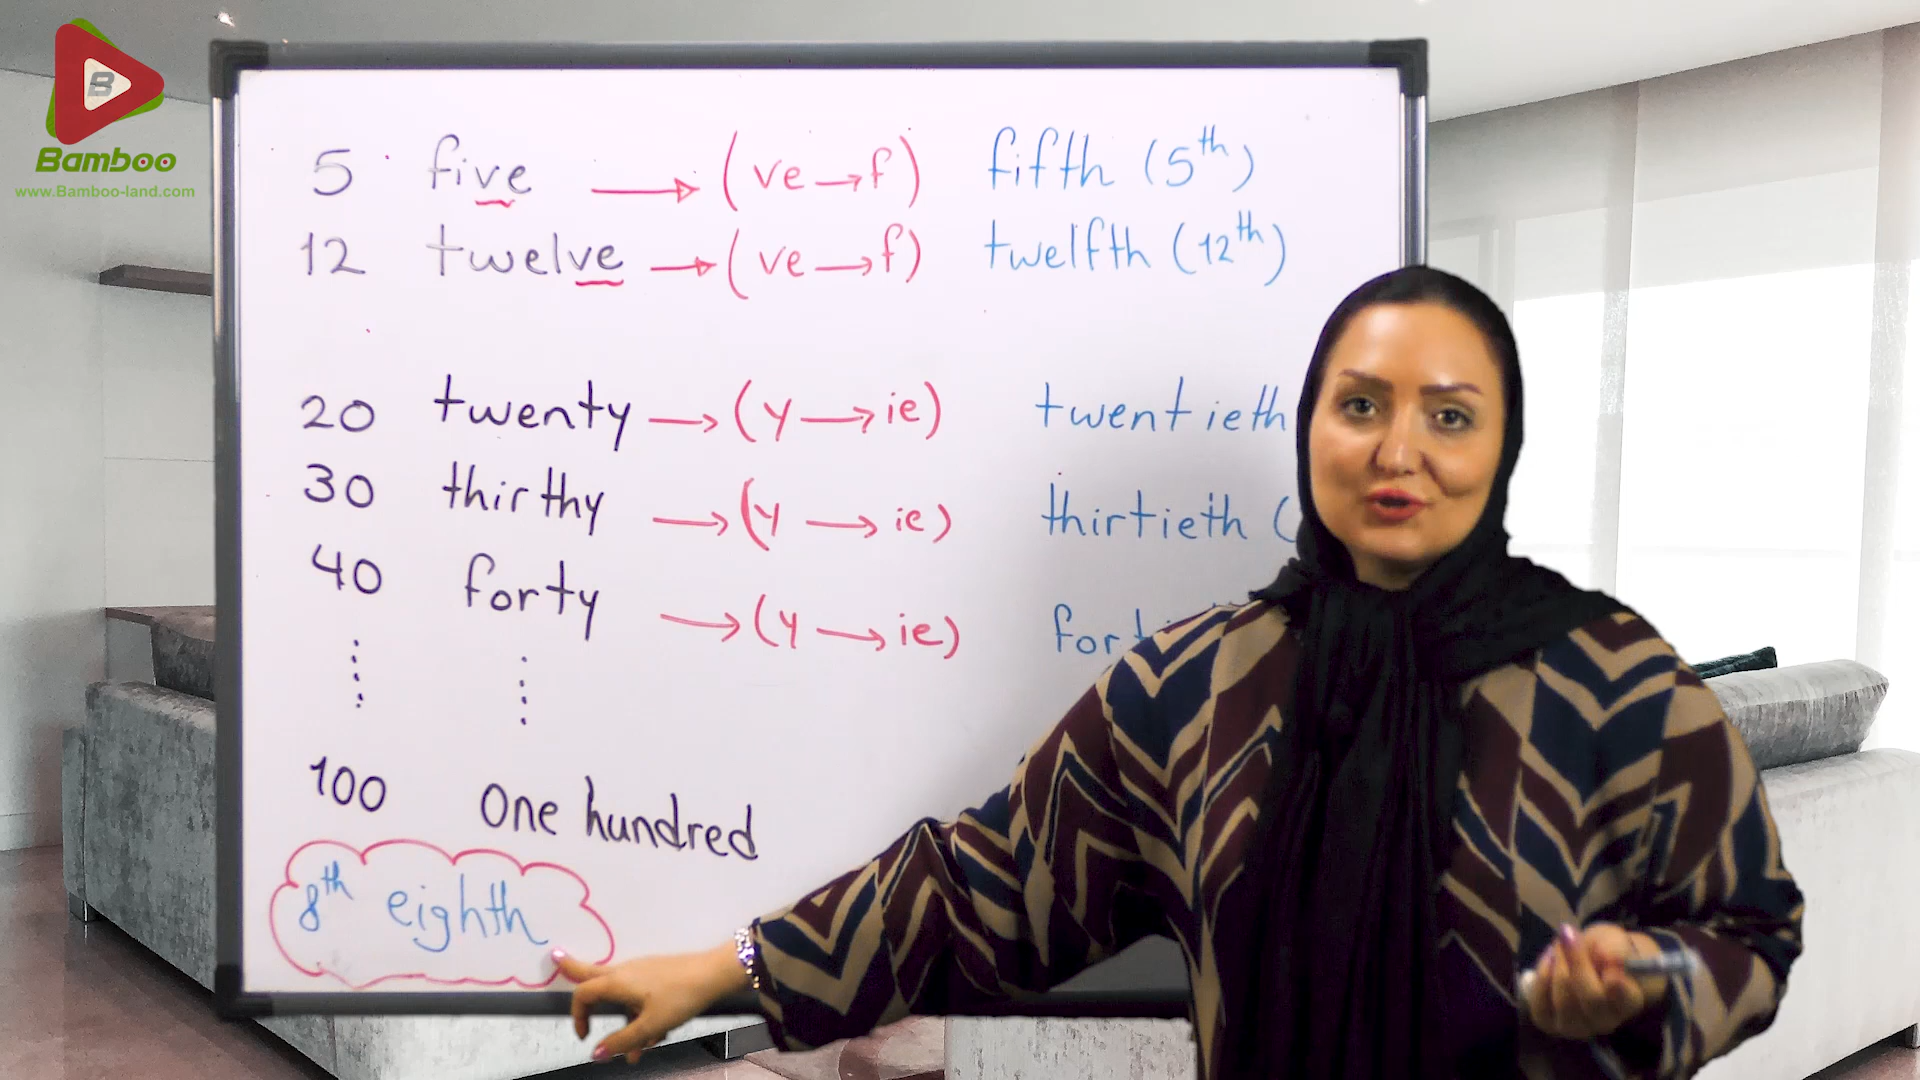 B
Bamboo
www.Bamboo-land.com
5 five → (ve → f) fifth (5th)
12 twelve → (ve → f) twelfth (12th)
20 twenty → (y → ie) twentieth
30 thirthy → (y → ie) thirtieth (
40 forty → (y → ie)
100 One hundred
8th eighth